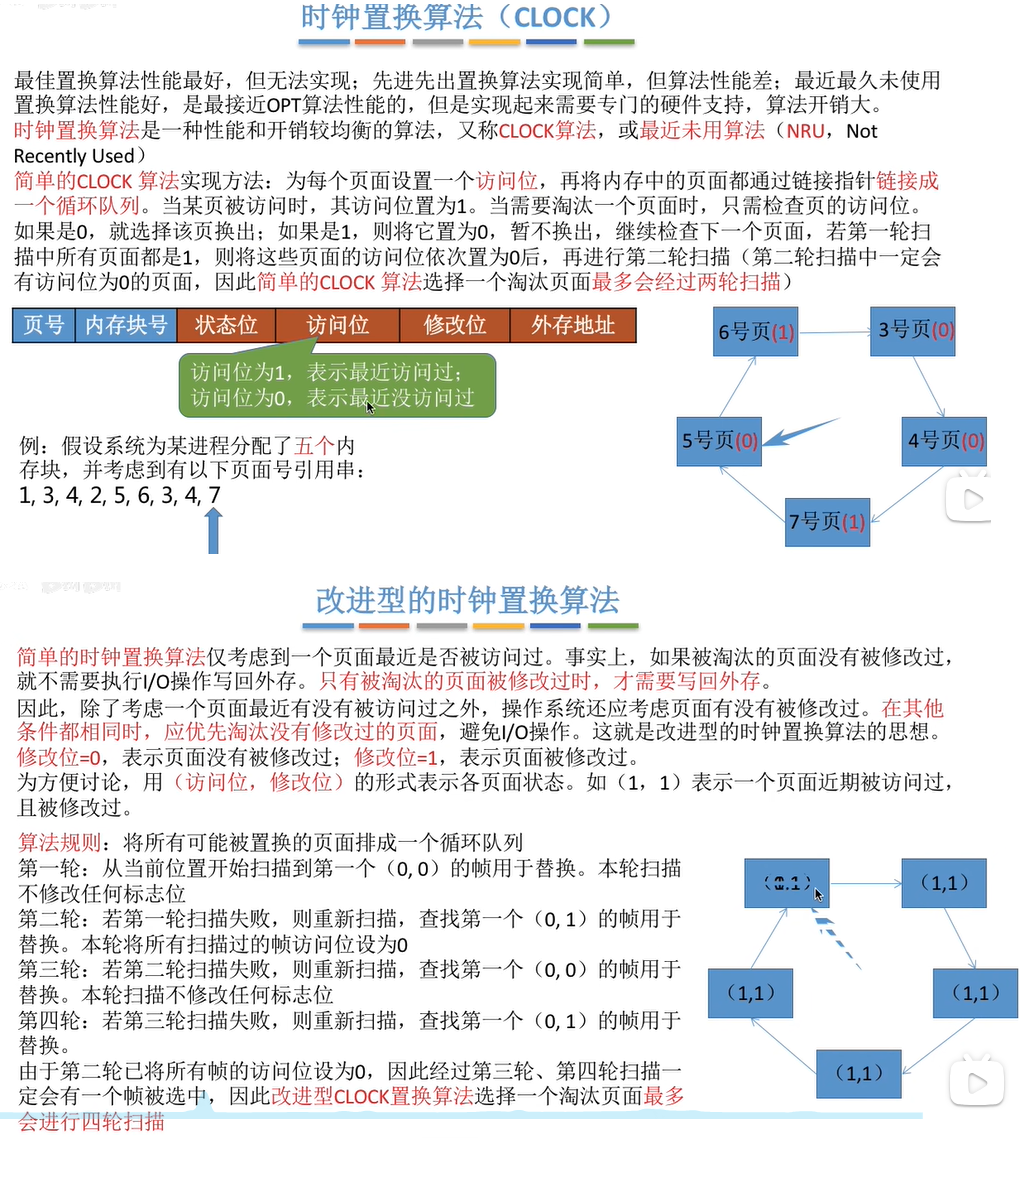 时钟置换算法（CLOCK）
最佳置换算法性能最好，但无法实现；先进先出置换算法实现简单，但算法性能差；最近最久未使用
置换算法性能好，是最接近OPT算法性能的，但是实现起来需要专门的硬件支持，算法开销大。
时钟置换算法是一种性能和开销较均衡的算法，又称CLOCK算法，或最近未用算法（NRU，Not
Recently Used）
简单的CLOCK 算法实现方法：为每个页面设置一个访问位，再将内存中的页面都通过链接指针链接成
一个循环队列。当某页被访问时，其访问位置为1。当需要淘汰一个页面时，只需检查页的访问位。
如果是0，就选择该页换出；如果是1，则将它置为0，暂不换出，继续检查下一个页面，若第一轮扫
描中所有页面都是1，则将这些页面的访问位依次置为0后，再进行第二轮扫描（第二轮扫描中一定会
有访问位为0的页面，因此简单的CLOCK 算法选择一个淘汰页面最多会经过两轮扫描）
页号 内存块号 状态位 访问位 修改位 外存地址
访问位为1，表示最近访问过；
访问位为0，表示最近没访问过
例：假设系统为某进程分配了五个内
存块，并考虑到有以下页面号引用串：
1, 3, 4, 2, 5, 6, 3, 4, 7
6号页(1)
3号页(0)
5号页(0)
4号页(0)
7号页(1)
改进型的时钟置换算法
简单的时钟置换算法仅考虑到一个页面最近是否被访问过。事实上，如果被淘汰的页面没有被修改过，
就不需要执行I/O操作写回外存。只有被淘汰的页面被修改过时，才需要写回外存。
因此，除了考虑一个页面最近有没有被访问过之外，操作系统还应考虑页面有没有被修改过。在其他
条件都相同时，应优先淘汰没有修改过的页面，避免I/O操作。这就是改进型的时钟置换算法的思想。
修改位=0，表示页面没有被修改过；修改位=1，表示页面被修改过。
为方便讨论，用（访问位，修改位）的形式表示各页面状态。如（1，1）表示一个页面近期被访问过，
且被修改过。
算法规则：将所有可能被置换的页面排成一个循环队列
第一轮：从当前位置开始扫描到第一个（0, 0）的帧用于替换。本轮扫描
不修改任何标志位
第二轮：若第一轮扫描失败，则重新扫描，查找第一个（0, 1）的帧用于
替换。本轮将所有扫描过的帧访问位设为0
第三轮：若第二轮扫描失败，则重新扫描，查找第一个（0, 0）的帧用于
替换。本轮扫描不修改任何标志位
第四轮：若第三轮扫描失败，则重新扫描，查找第一个（0, 1）的帧用于
替换。
由于第二轮已将所有帧的访问位设为0，因此经过第三轮、第四轮扫描一
定会有一个帧被选中，因此改进型CLOCK置换算法选择一个淘汰页面最多
会进行四轮扫描
（1,1）
（1,1）
（1,1）
（1,1）